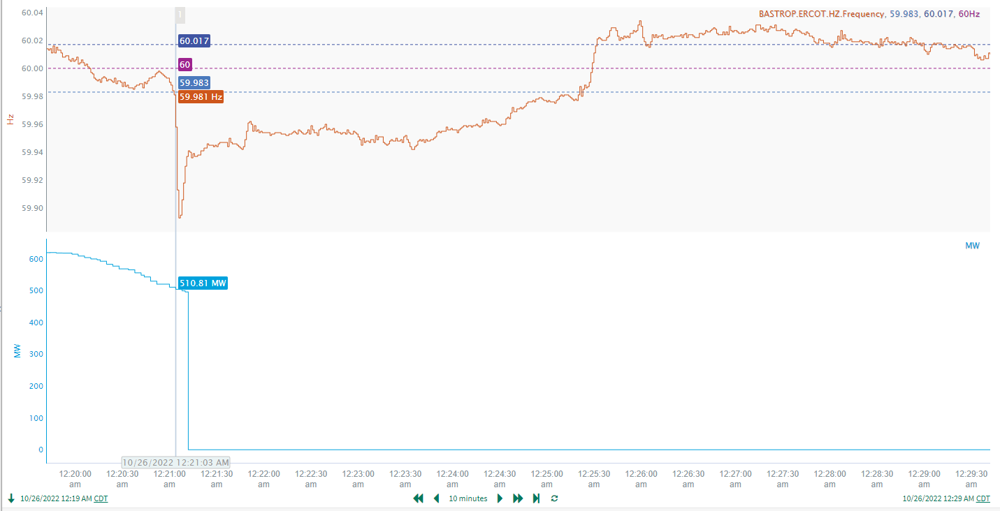 BASTROP.ERCOT.HZ.Frequency, 59.983, 60.017, 60Hz
1
60.04
60.02
60.00
59.98
59.96
59.94
59.92
59.90
Hz
60.017
60
59.983
59.981 Hz
MW
600
500
400
300
200
100
0
MW
510.81 MW
10/26/2022 12:21:03 AM
12:20:00 am
12:20:30 am
12:21:00 am
12:21:30 am
12:22:00 am
12:22:30 am
12:23:00 am
12:23:30 am
12:24:00 am
12:24:30 am
12:25:00 am
12:25:30 am
12:26:00 am
12:26:30 am
12:27:00 am
12:27:30 am
12:28:00 am
12:28:30 am
12:29:00 am
12:29:30 am
10/26/2022 12:19 AM CDT
10 minutes
10/26/2022 12:29 AM CDT